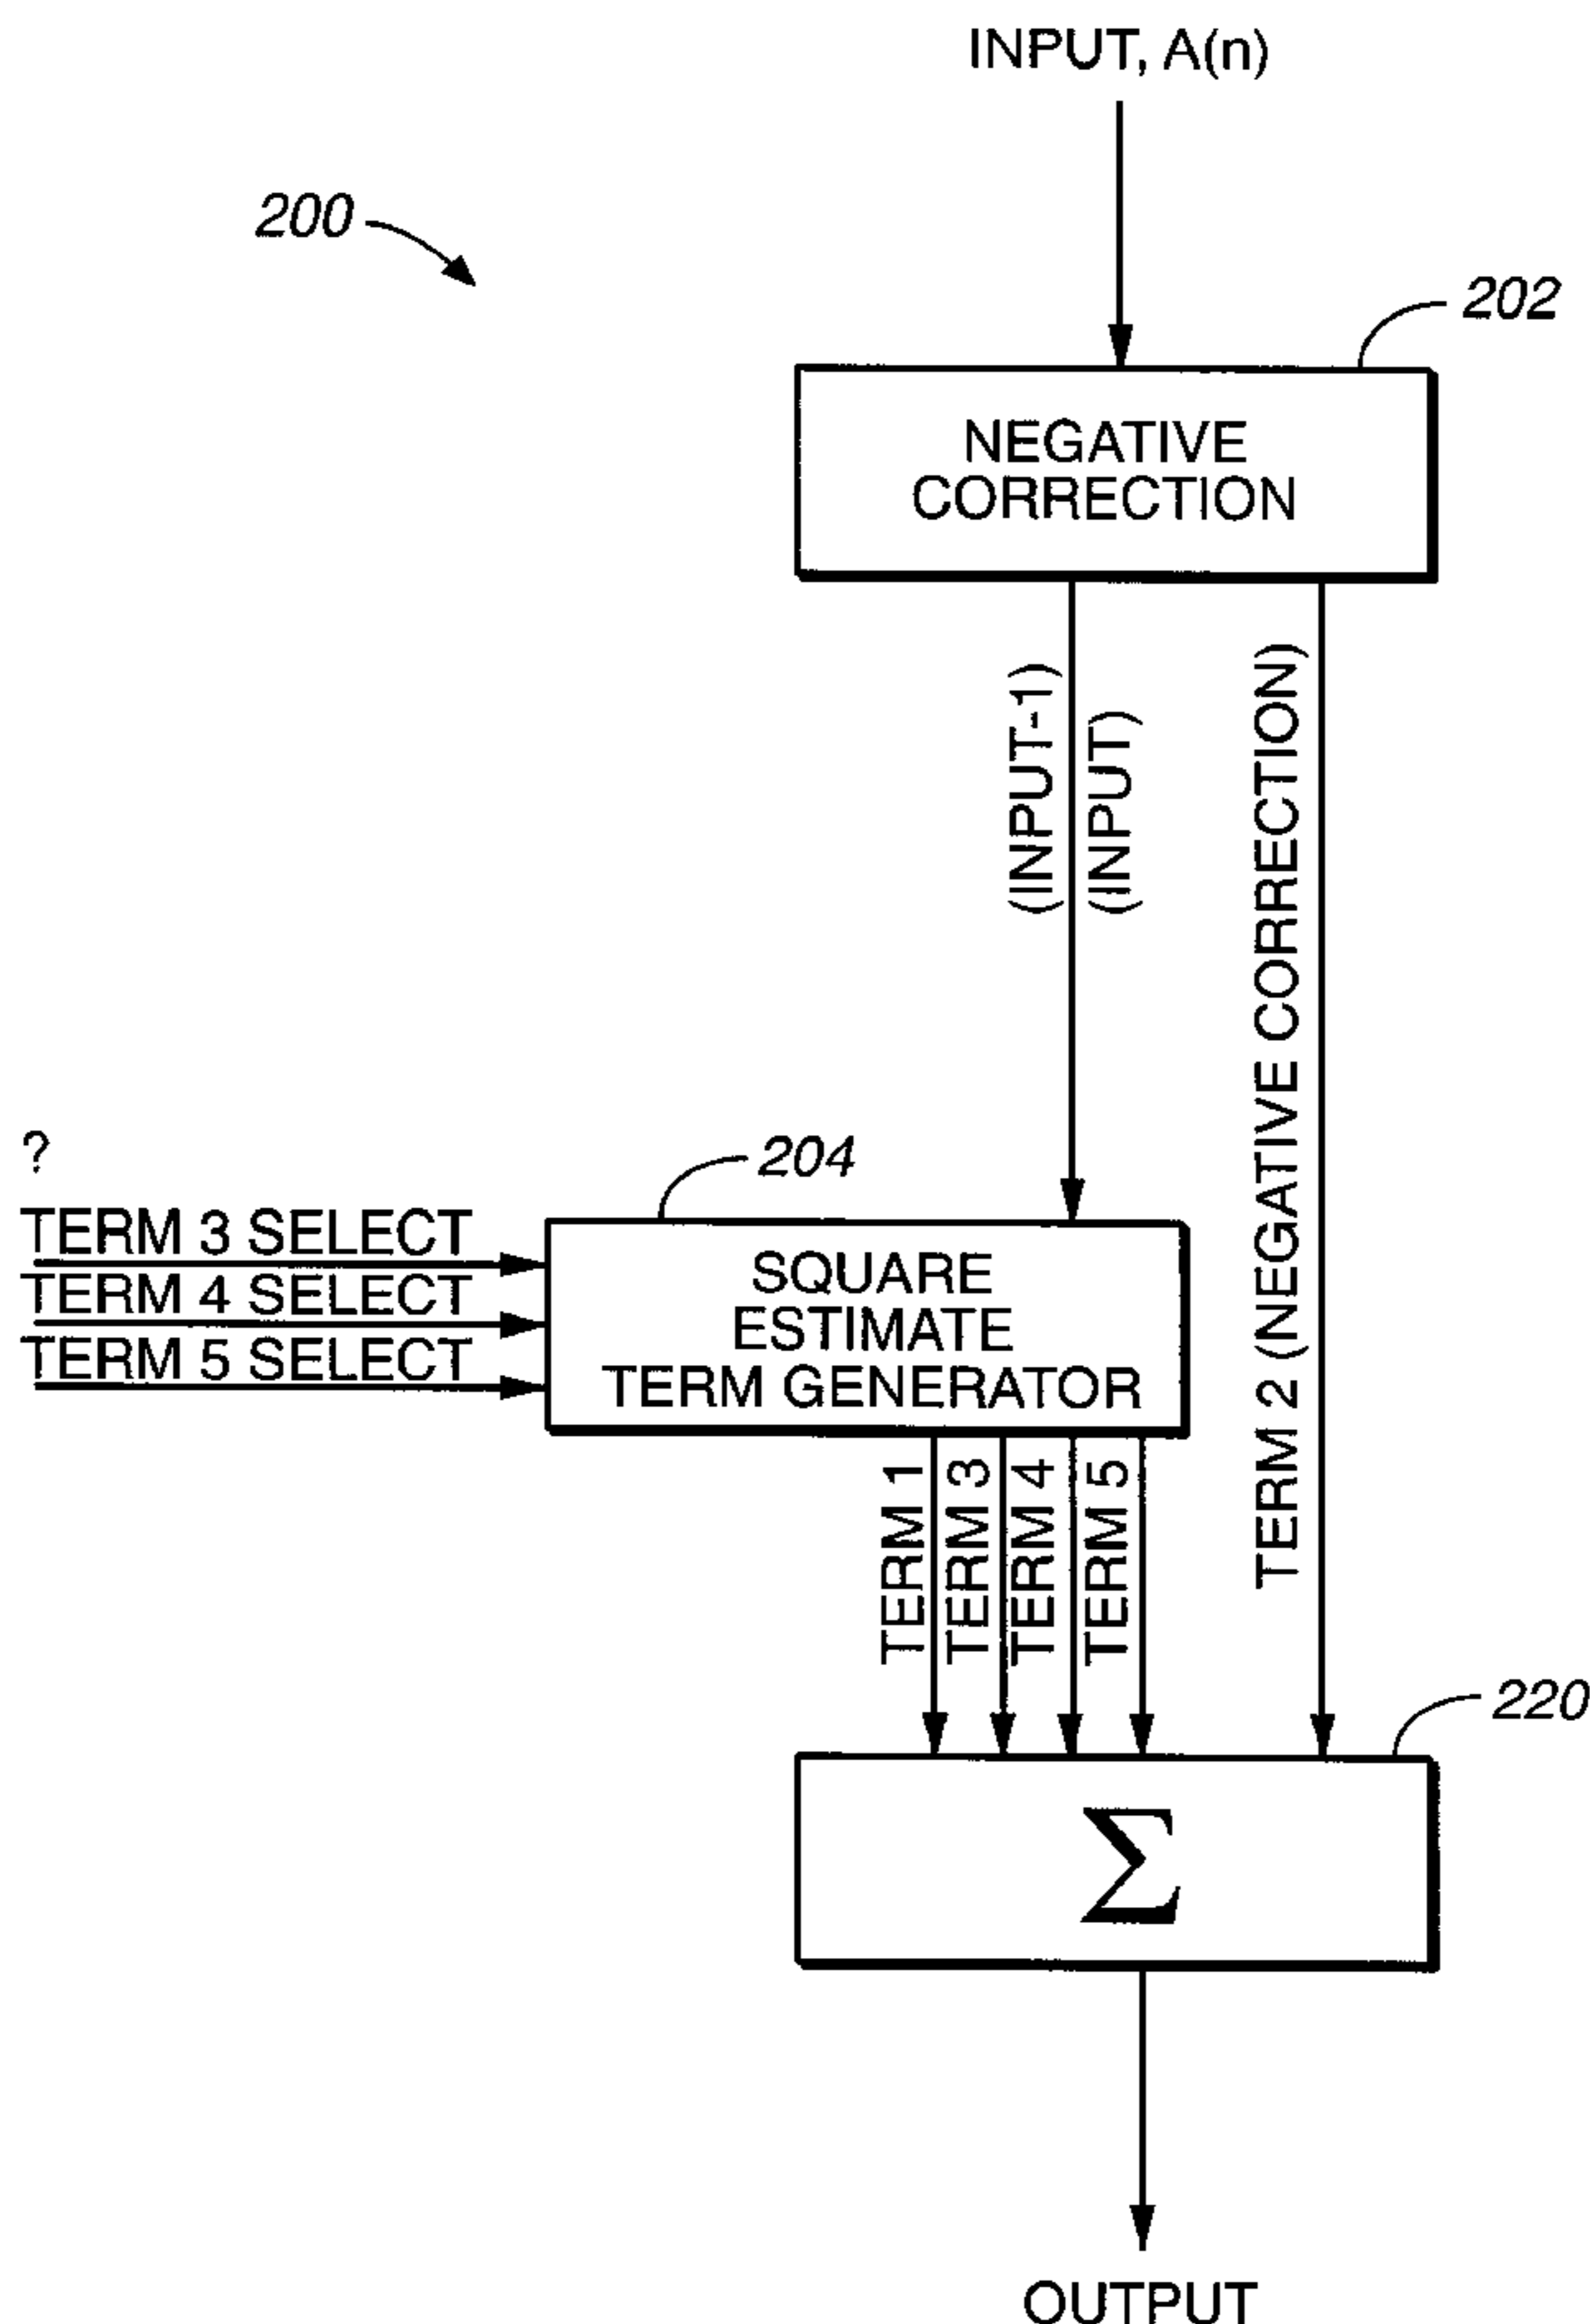 INPUT, A(n)
200
202
NEGATIVE
CORRECTION
(INPUT-1)
(INPUT)
TERM 2 (NEGATIVE CORRECTION)
?
204
TERM 3 SELECT
TERM 4 SELECT
TERM 5 SELECT
SQUARE
ESTIMATE
TERM GENERATOR
TERM 1
TERM 3
TERM 4
TERM 5
220
Σ
OUTPUT